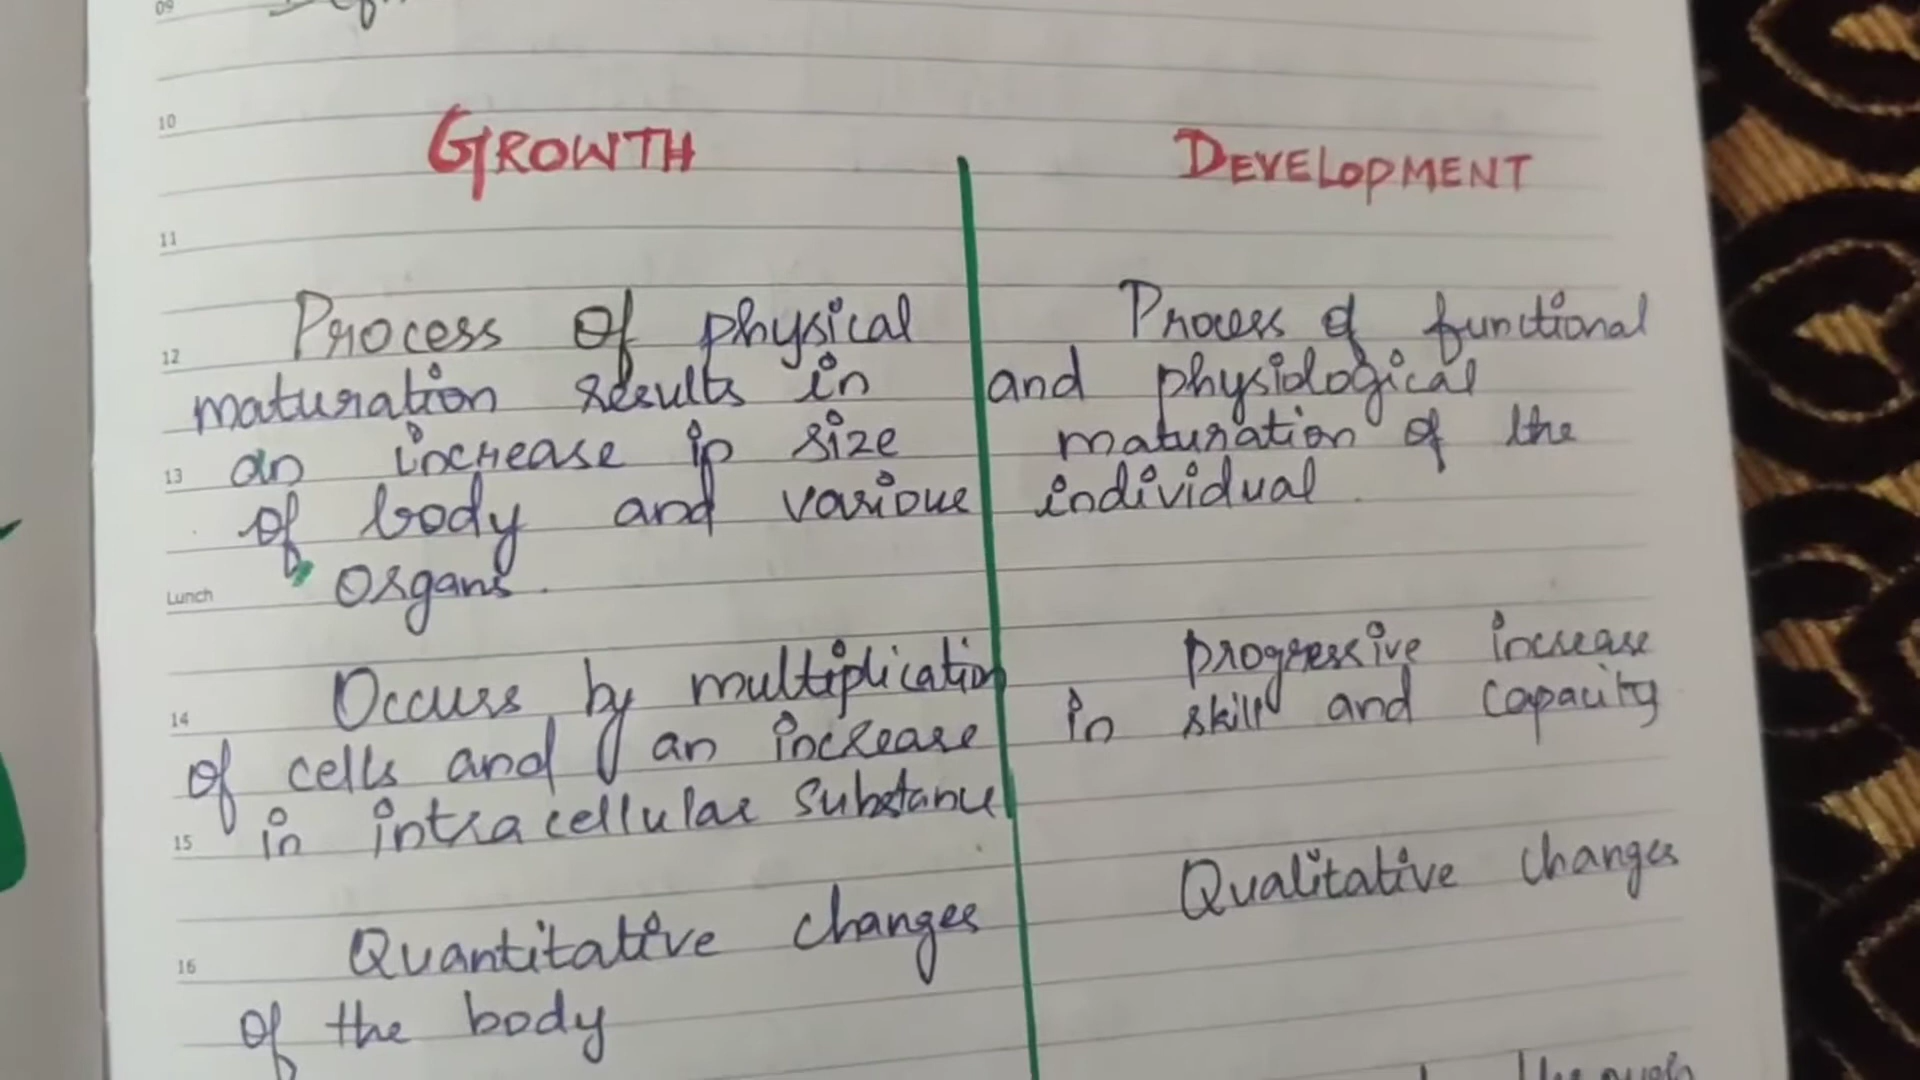 09
10
GROWTH
DEVELOPMENT
11
Process of physical
12 maturation results in
an increase in size
13 of body and various
organs.
Lunch
Process of functional
and physiological
maturation of the
individual.
Occurs by multiplication
14 of cells and an increase
in intracellular substance
15
progressive increase
in skill and capacity
Quantitative changes
16 of the body
Qualitative changes
through